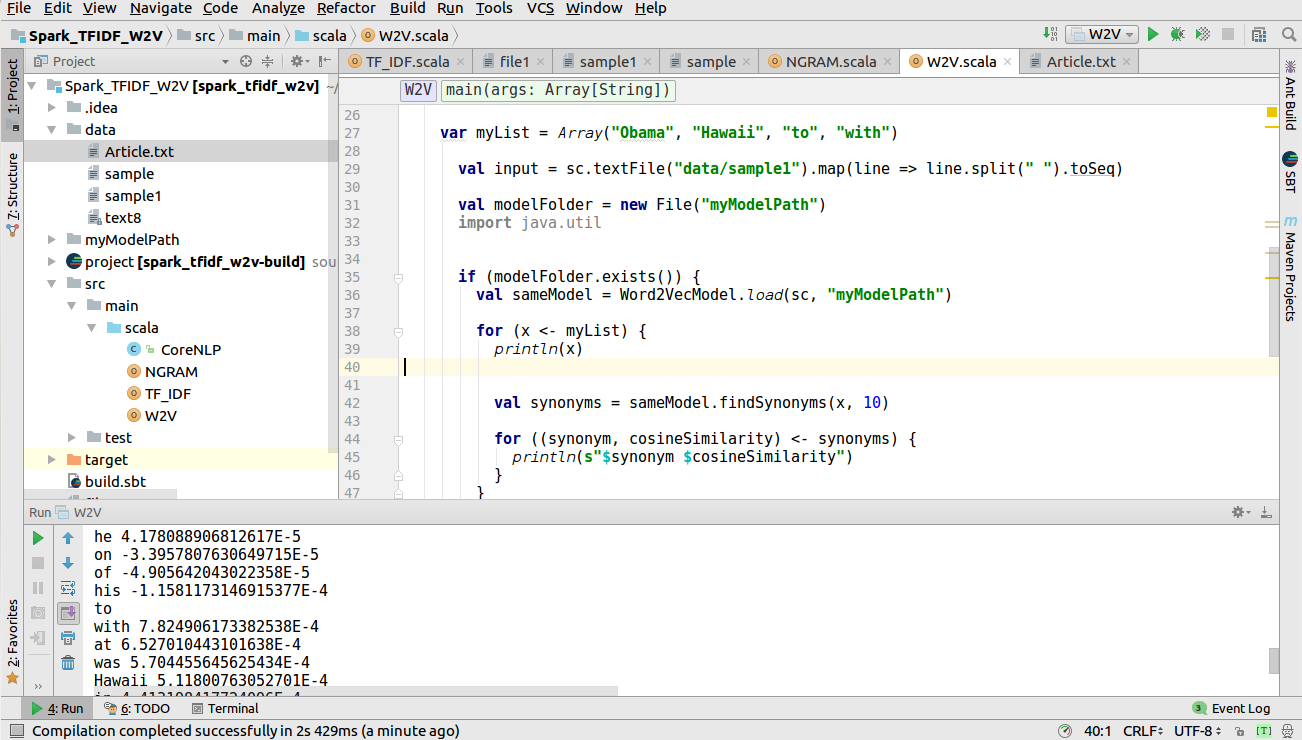 File Edit View Navigate Code Analyze Refactor Build Run Tools VCS Window Help
Spark_TFIDF_W2V src main scala W2V.scala W2V
1: Project
7: Structure
2: Favorites
Project
Spark_TFIDF_W2V [spark_tfidf_w2v] ~/
.idea
data
Article.txt
sample
sample1
text8
myModelPath
project [spark_tfidf_w2v-build] sou
src
main
scala
CoreNLP
NGRAM
TF_IDF
W2V
test
target
build.sbt
TF_IDF.scala file1 sample1 sample NGRAM.scala W2V.scala Article.txt
W2V main(args: Array[String])
26
27 var myList = Array("Obama", "Hawaii", "to", "with")
28
29 val input = sc.textFile("data/sample1").map(line => line.split(" ").toSeq)
30
31 val modelFolder = new File("myModelPath")
32 import java.util
33
34
35 if (modelFolder.exists()) {
36 val sameModel = Word2VecModel.load(sc, "myModelPath")
37
38 for (x <- myList) {
39 println(x)
40
41
42 val synonyms = sameModel.findSynonyms(x, 10)
43
44 for ((synonym, cosineSimilarity) <- synonyms) {
45 println(s"$synonym $cosineSimilarity")
46 }
47 }
Ant Build
SBT
Maven Projects
Run W2V
he 4.178088906812617E-5
on -3.3957807630649715E-5
of -4.905642043022358E-5
his -1.1581173146915377E-4
to
with 7.824906173382538E-4
at 6.527010443101638E-4
was 5.704455645625434E-4
Hawaii 5.11800763052701E-4
4: Run 6: TODO Terminal 3 Event Log
Compilation completed successfully in 2s 429ms (a minute ago) 40:1 CRLF UTF-8 [T]